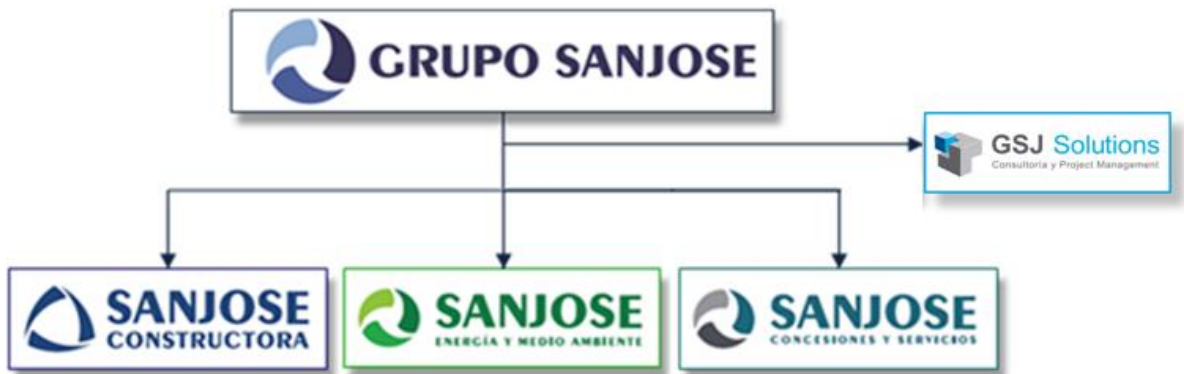 GRUPO SANJOSE
GSJ Solutions
Consultoría y Project Management
SANJOSE
CONSTRUCTORA
SANJOSE
ENERGÍA Y MEDIO AMBIENTE
SANJOSE
CONCESIONES Y SERVICIOS